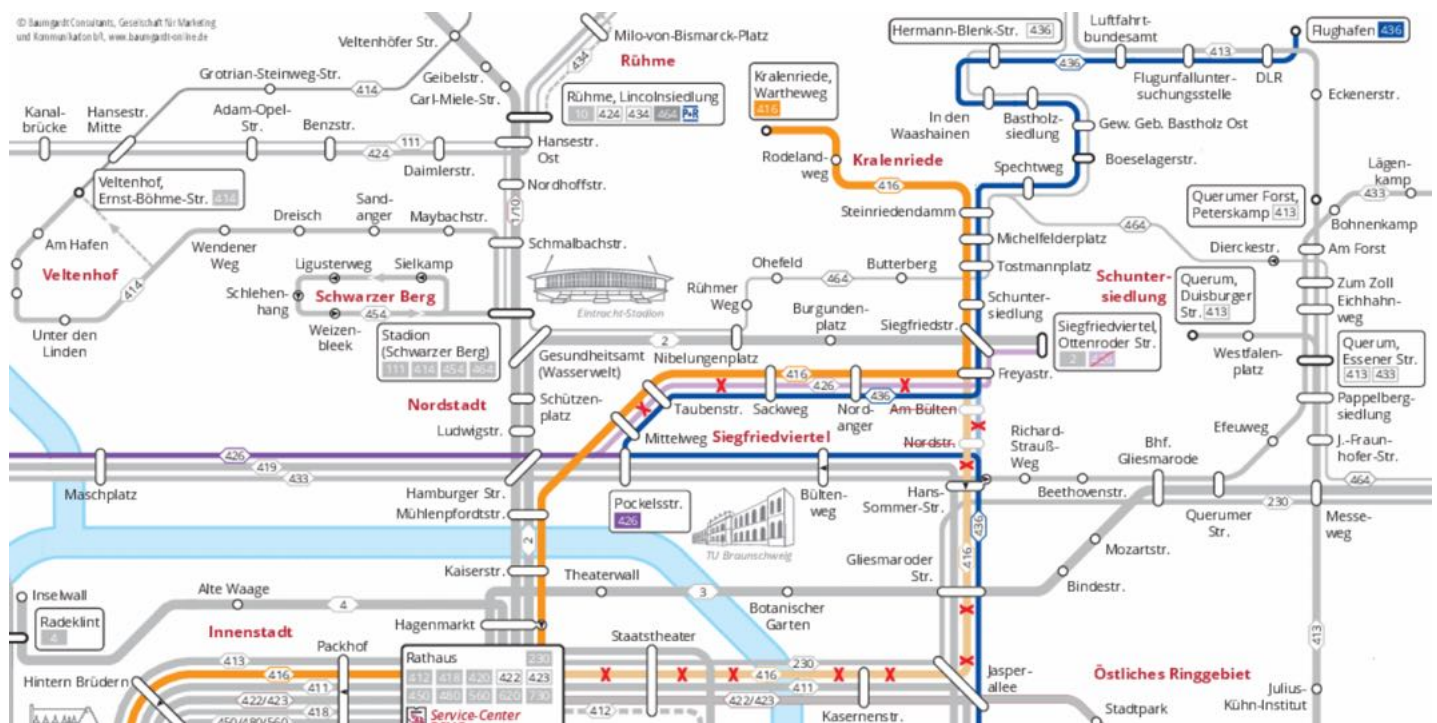 © Baumgardt Consultants, Gesellschaft für Marketing
und Kommunikation bR, www.baumgardt-online.de
Veltenhöfer Str.
Milo-von-Bismarck-Platz
Rühme
434
Hermann-Blenk-Str. 436
Luftfahrt-
bundesamt
413
Flughafen 436
436
Flugunfallunter-
suchungsstelle
DLR
Geibelstr.
Carl-Miele-Str.
Grotrian-Steinweg-Str.
414
Kralenriede,
Wartheweg
416
Rühme, Lincolnsiedlung
10 424 434 464 P+R
Eckenerstr.
Kanal-
brücke
Hansestr.
Mitte
Adam-Opel-
Str.
Benzstr.
111
424
Daimlerstr.
Hansestr.
Ost
In den
Waashainen
Bastholz-
siedlung
Gew. Geb. Bastholz Ost
Boeselagerstr.
Rodeland-
weg
Kralenriede
416
Spechtweg
Lägen-
kamp
433
Veltenhof,
Ernst-Böhme-Str. 414
Nordhoffstr.
1/10
Steinriedendamm
Querumer Forst,
Peterskamp 413
Bohnenkamp
Am Hafen
Veltenhof
Wendener
Weg
Dreisch
Sand-
anger
Maybachstr.
Schmalbachstr.
Michelfelderplatz
464
Dierckestr.
Am Forst
414
Ligusterweg
Sielkamp
Schlehen-
hang
Schwarzer Berg
454
Weizen-
bleek
Eintracht-Stadion
Ohefeld
464
Butterberg
Tostmannplatz
Schunter-
siedlung
Querum,
Duisburger
Str. 413
Zum Zoll
Eichhahn-
weg
Rühmer
Weg
Burgunden-
platz
Siegfriedstr.
Schunter-
siedlung
Unter den
Linden
Stadion
(Schwarzer Berg)
111 414 454 464
Gesundheitsamt
(Wasserwelt)
2
Nibelungenplatz
Siegfriedviertel,
Ottenroder Str.
2 426
Westfalen-
platz
Querum,
Essener Str.
413 433
Freyastr.
416
426
436
Nordstadt
Schützen-
platz
Taubenstr.
Sackweg
Nord-
anger
Am Bülten
Pappelberg-
siedlung
Ludwigstr.
Mittelweg
Siegfriedviertel
Nordstr.
Richard-
Strauß-
Weg
Efeuweg
Bhf.
Gliesmarode
J.-Fraun-
hofer-Str.
426
419
433
Maschplatz
Hamburger Str.
Mühlenpfordtstr.
Pockelsstr.
426
TU Braunschweig
Bülten-
weg
Hans-
Sommer-Str.
Beethovenstr.
464
230
Querumer
Str.
Messe-
weg
2
436
416
Mozartstr.
Gliesmaroder
Str.
Bindestr.
Kaiserstr.
Theaterwall
3
Botanischer
Garten
Inselwall
Radeklint
4
Alte Waage
4
Innenstadt
Hagenmarkt
413
Packhof
413
416
411
422/423
418
450/480/560
Hintern Brüdern
Rathaus 230
412 418 420 422 423
450 480 560 620 730
Service-Center
Staatstheater
230
416
411
422/423
412
Kasernenstr.
Jasper-
allee
Östliches Ringgebiet
Stadtpark
Julius-
Kühn-Institut